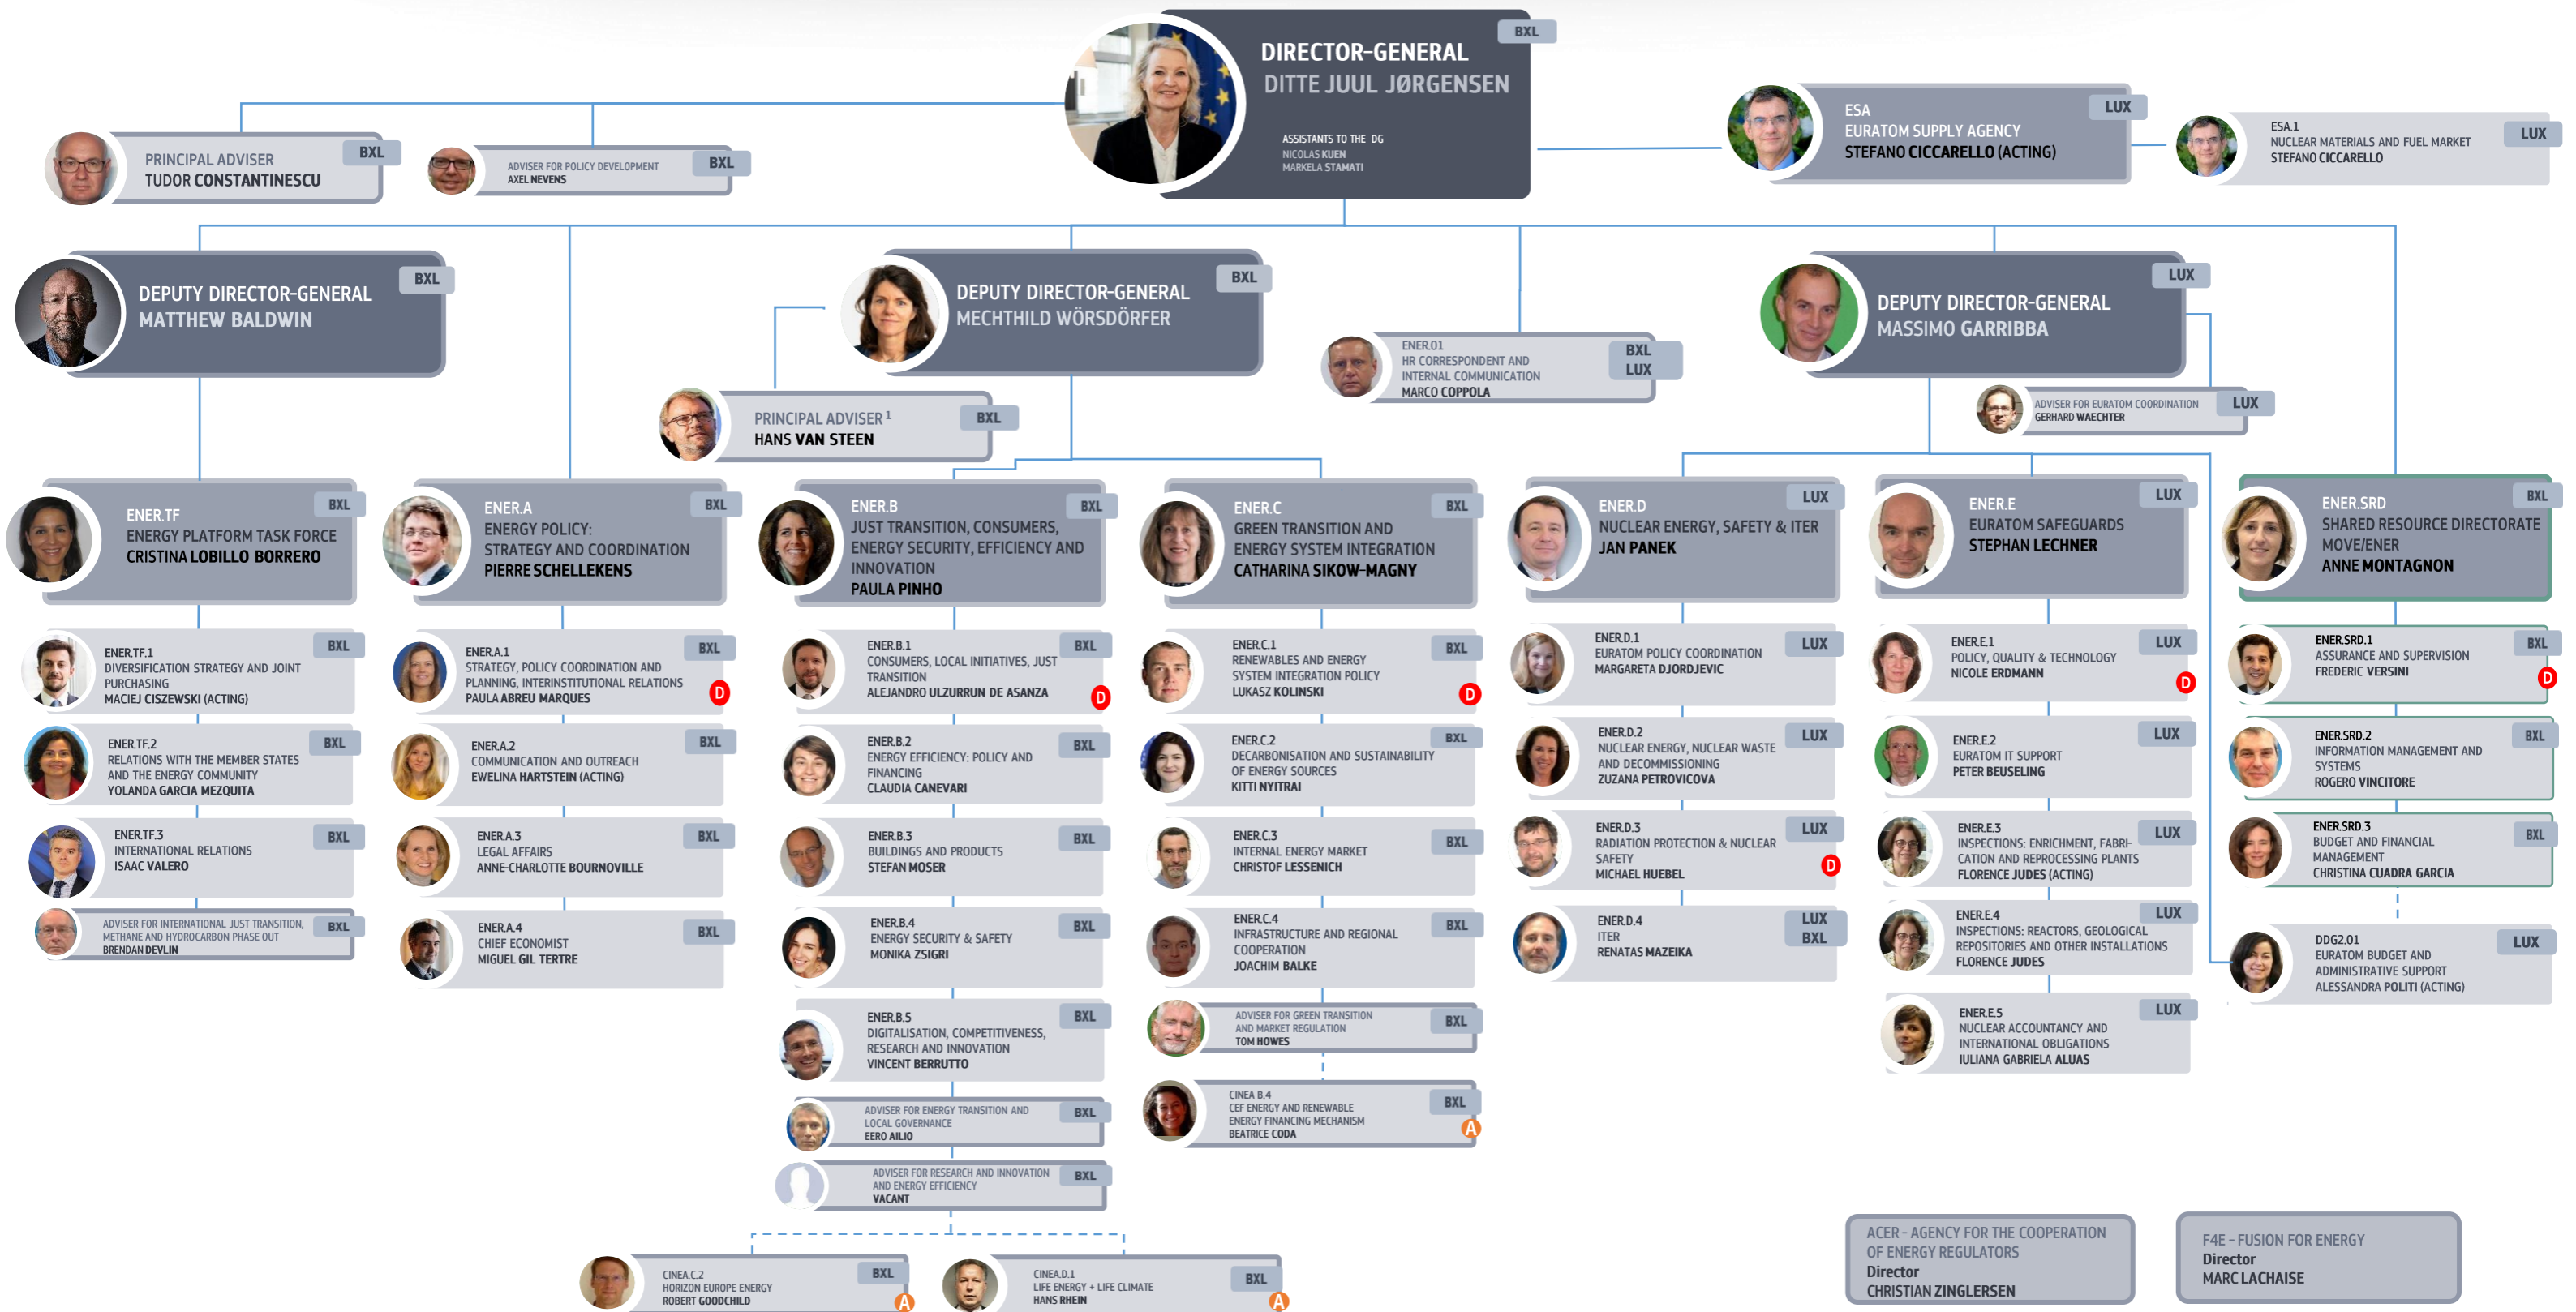 BXL
DIRECTOR-GENERAL
DITTE JUUL JØRGENSEN
ASSISTANTS TO THE DG
NICOLAS KUEN
MARKELA STAMATI
PRINCIPAL ADVISER
TUDOR CONSTANTINESCU
BXL
ADVISER FOR POLICY DEVELOPMENT
AXEL NEVENS
BXL
ESA
EURATOM SUPPLY AGENCY
STEFANO CICCARELLO (ACTING)
LUX
ESA.1
NUCLEAR MATERIALS AND FUEL MARKET
STEFANO CICCARELLO
LUX
DEPUTY DIRECTOR-GENERAL
MATTHEW BALDWIN
BXL
DEPUTY DIRECTOR-GENERAL
MECHTHILD WÖRSDÖRFER
BXL
PRINCIPAL ADVISER 1
HANS VAN STEEN
BXL
ENER.01
HR CORRESPONDENT AND
INTERNAL COMMUNICATION
MARCO COPPOLA
BXL
LUX
DEPUTY DIRECTOR-GENERAL
MASSIMO GARRIBBA
LUX
ADVISER FOR EURATOM COORDINATION
GERHARD WAECHTER
LUX
ENER.TF
ENERGY PLATFORM TASK FORCE
CRISTINA LOBILLO BORRERO
BXL
ENER.TF.1
DIVERSIFICATION STRATEGY AND JOINT
PURCHASING
MACIEJ CISZEWSKI (ACTING)
BXL
ENER.TF.2
RELATIONS WITH THE MEMBER STATES
AND THE ENERGY COMMUNITY
YOLANDA GARCIA MEZQUITA
BXL
ENER.TF.3
INTERNATIONAL RELATIONS
ISAAC VALERO
BXL
ADVISER FOR INTERNATIONAL JUST TRANSITION,
METHANE AND HYDROCARBON PHASE OUT
BRENDAN DEVLIN
BXL
ENER.A
ENERGY POLICY:
STRATEGY AND COORDINATION
PIERRE SCHELLEKENS
BXL
ENER.A.1
STRATEGY, POLICY COORDINATION AND
PLANNING, INTERINSTITUTIONAL RELATIONS
PAULA ABREU MARQUES
BXL
D
ENER.A.2
COMMUNICATION AND OUTREACH
EWELINA HARTSTEIN (ACTING)
BXL
ENER.A.3
LEGAL AFFAIRS
ANNE-CHARLOTTE BOURNOVILLE
BXL
ENER.A.4
CHIEF ECONOMIST
MIGUEL GIL TERTRE
BXL
ENER.B
JUST TRANSITION, CONSUMERS,
ENERGY SECURITY, EFFICIENCY AND
INNOVATION
PAULA PINHO
BXL
ENER.B.1
CONSUMERS, LOCAL INITIATIVES, JUST
TRANSITION
ALEJANDRO ULZURRUN DE ASANZA
BXL
D
ENER.B.2
ENERGY EFFICIENCY: POLICY AND
FINANCING
CLAUDIA CANEVARI
BXL
ENER.B.3
BUILDINGS AND PRODUCTS
STEFAN MOSER
BXL
ENER.B.4
ENERGY SECURITY & SAFETY
MONIKA ZSIGRI
BXL
ENER.B.5
DIGITALISATION, COMPETITIVENESS,
RESEARCH AND INNOVATION
VINCENT BERRUTTO
BXL
ADVISER FOR ENERGY TRANSITION AND
LOCAL GOVERNANCE
EERO AILIO
BXL
ADVISER FOR RESEARCH AND INNOVATION
AND ENERGY EFFICIENCY
VACANT
BXL
CINEA.C.2
HORIZON EUROPE ENERGY
ROBERT GOODCHILD
BXL
A
CINEA.D.1
LIFE ENERGY + LIFE CLIMATE
HANS RHEIN
BXL
A
ENER.C
GREEN TRANSITION AND
ENERGY SYSTEM INTEGRATION
CATHARINA SIKOW-MAGNY
BXL
ENER.C.1
RENEWABLES AND ENERGY
SYSTEM INTEGRATION POLICY
LUKASZ KOLINSKI
BXL
D
ENER.C.2
DECARBONISATION AND SUSTAINABILITY
OF ENERGY SOURCES
KITTI NYITRAI
BXL
ENER.C.3
INTERNAL ENERGY MARKET
CHRISTOF LESSENICH
BXL
ENER.C.4
INFRASTRUCTURE AND REGIONAL
COOPERATION
JOACHIM BALKE
BXL
ADVISER FOR GREEN TRANSITION
AND MARKET REGULATION
TOM HOWES
BXL
CINEA B.4
CEF ENERGY AND RENEWABLE
ENERGY FINANCING MECHANISM
BEATRICE CODA
BXL
A
ENER.D
NUCLEAR ENERGY, SAFETY & ITER
JAN PANEK
LUX
ENER.D.1
EURATOM POLICY COORDINATION
MARGARETA DJORDJEVIC
LUX
ENER.D.2
NUCLEAR ENERGY, NUCLEAR WASTE
AND DECOMMISSIONING
ZUZANA PETROVICOVA
LUX
ENER.D.3
RADIATION PROTECTION & NUCLEAR
SAFETY
MICHAEL HUEBEL
LUX
D
ENER.D.4
ITER
RENATAS MAZEIKA
LUX
BXL
ENER.E
EURATOM SAFEGUARDS
STEPHAN LECHNER
LUX
ENER.E.1
POLICY, QUALITY & TECHNOLOGY
NICOLE ERDMANN
LUX
D
ENER.E.2
EURATOM IT SUPPORT
PETER BEUSELING
LUX
ENER.E.3
INSPECTIONS: ENRICHMENT, FABRI-
CATION AND REPROCESSING PLANTS
FLORENCE JUDES (ACTING)
LUX
ENER.E.4
INSPECTIONS: REACTORS, GEOLOGICAL
REPOSITORIES AND OTHER INSTALLATIONS
FLORENCE JUDES
LUX
ENER.E.5
NUCLEAR ACCOUNTANCY AND
INTERNATIONAL OBLIGATIONS
IULIANA GABRIELA ALUAS
LUX
ENER.SRD
SHARED RESOURCE DIRECTORATE
MOVE/ENER
ANNE MONTAGNON
BXL
ENER.SRD.1
ASSURANCE AND SUPERVISION
FREDERIC VERSINI
BXL
D
ENER.SRD.2
INFORMATION MANAGEMENT AND
SYSTEMS
ROGERO VINCITORE
BXL
ENER.SRD.3
BUDGET AND FINANCIAL
MANAGEMENT
CHRISTINA CUADRA GARCIA
BXL
DDG2.01
EURATOM BUDGET AND
ADMINISTRATIVE SUPPORT
ALESSANDRA POLITI (ACTING)
LUX
ACER - AGENCY FOR THE COOPERATION
OF ENERGY REGULATORS
Director
CHRISTIAN ZINGLERSEN
F4E - FUSION FOR ENERGY
Director
MARC LACHAISE